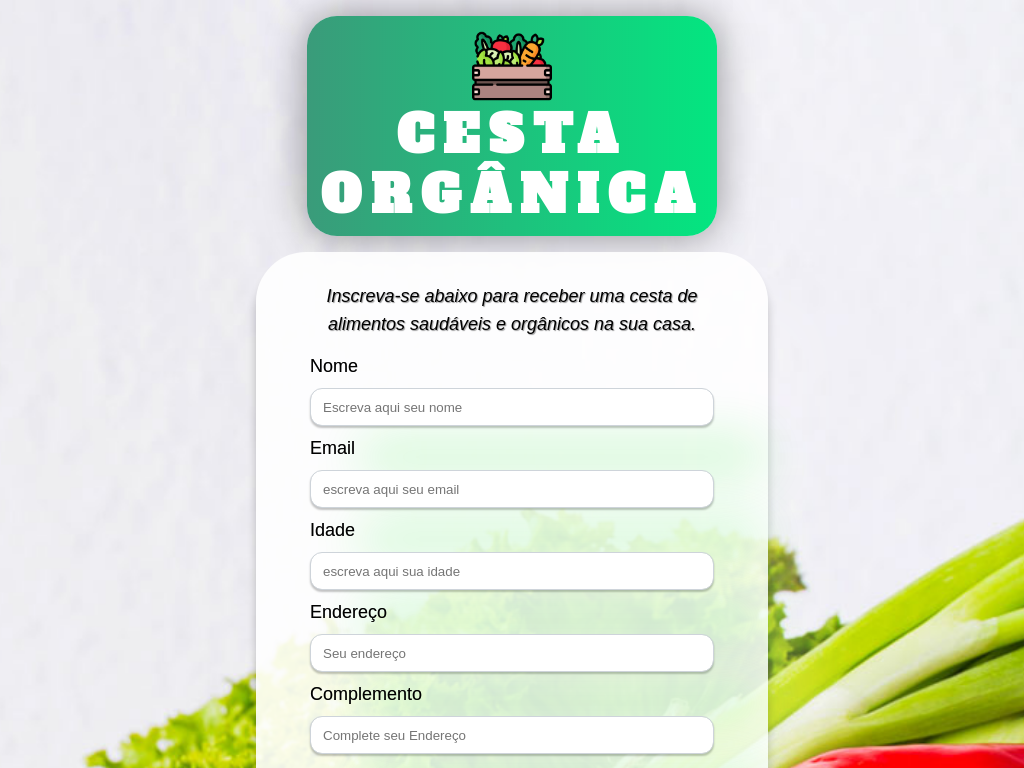 CESTA
ORGÂNICA
Inscreva-se abaixo para receber uma cesta de
alimentos saudáveis e orgânicos na sua casa.
Nome
Escreva aqui seu nome
Email
escreva aqui seu email
Idade
escreva aqui sua idade
Endereço
Seu endereço
Complemento
Complete seu Endereço